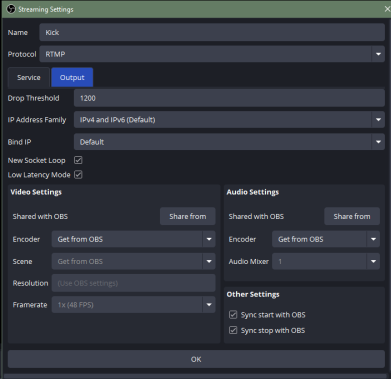 Streaming Settings
Name Kick
Protocol RTMP
Service Output
Drop Threshold 1200
IP Address Family IPv4 and IPv6 (Default)
Bind IP Default
New Socket Loop
Low Latency Mode
Video Settings
Shared with OBS Share from
Encoder Get from OBS
Scene Get from OBS
Resolution (Use OBS settings)
Framerate 1x (48 FPS)
Audio Settings
Shared with OBS Share from
Encoder Get from OBS
Audio Mixer 1
Other Settings
Sync start with OBS
Sync stop with OBS
OK